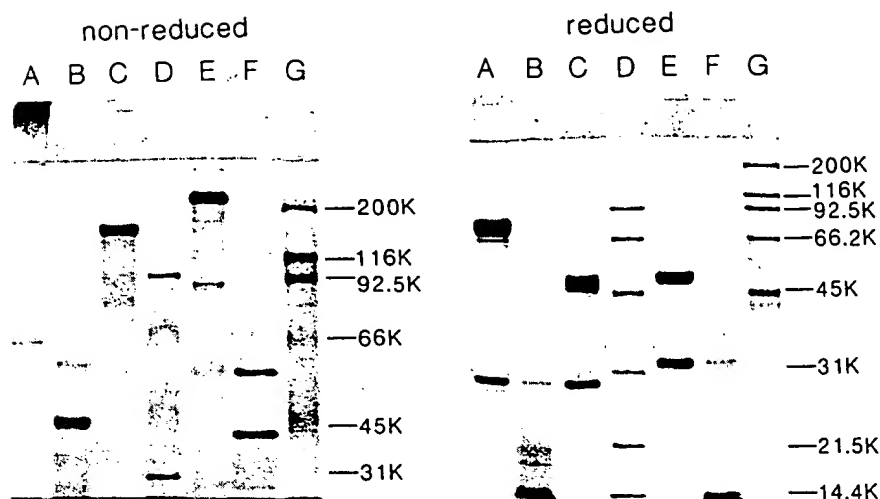 non-reduced
A B C D E F G
200K
116K
92.5K
66K
45K
31K
reduced
A B C D E F G
200K
116K
92.5K
66.2K
45K
31K
21.5K
14.4K